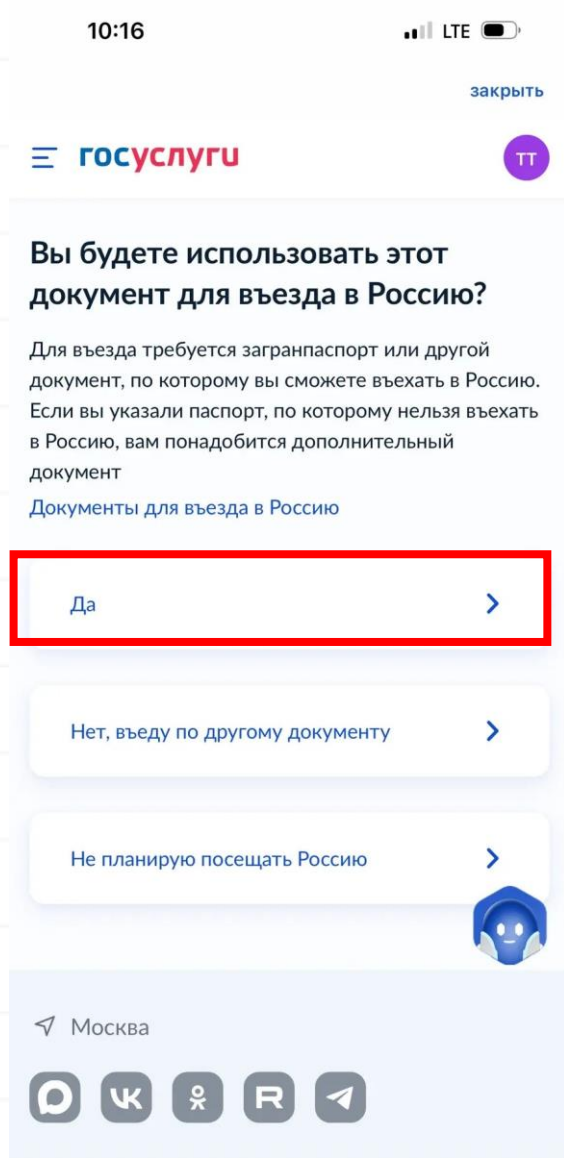 10:16 LTE
закрыть
госуслуги ТТ
Вы будете использовать этот
документ для въезда в Россию?
Для въезда требуется загранпаспорт или другой
документ, по которому вы сможете въехать в Россию.
Если вы указали паспорт, по которому нельзя въехать
в Россию, вам понадобится дополнительный
документ
Документы для въезда в Россию
Да
Нет, въеду по другому документу
Не планирую посещать Россию
Москва